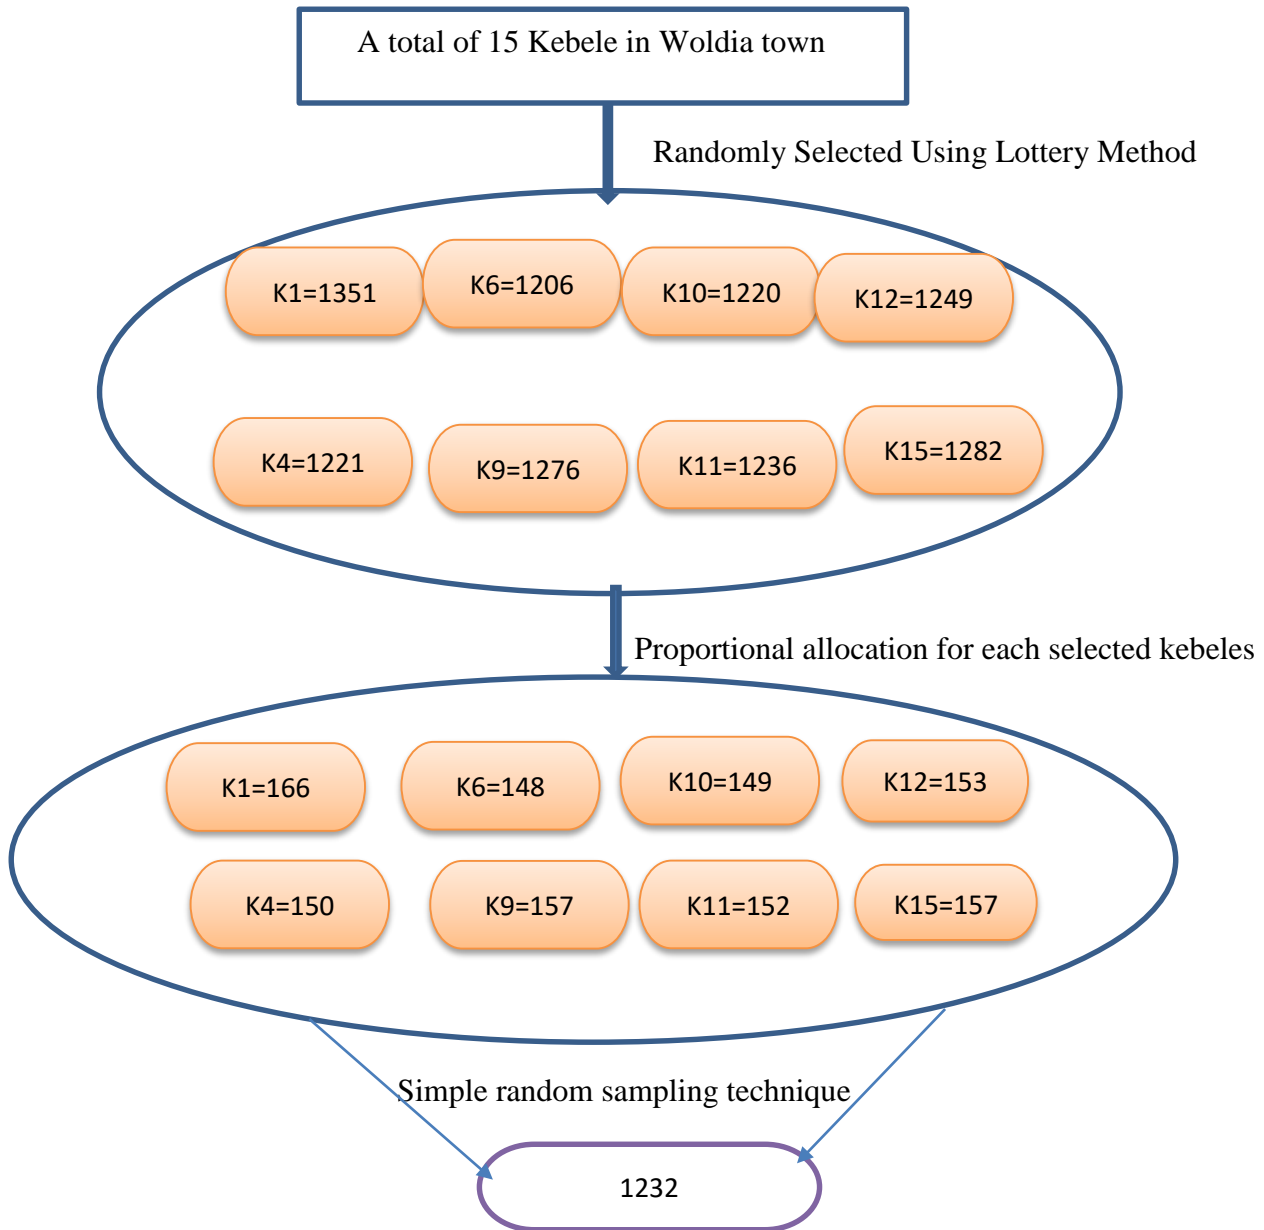 A total of 15 Kebele in Woldia town
Randomly Selected Using Lottery Method
K1=1351
K6=1206
K10=1220
K12=1249
K4=1221
K9=1276
K11=1236
K15=1282
Proportional allocation for each selected kebeles
K1=166
K6=148
K10=149
K12=153
K4=150
K9=157
K11=152
K15=157
Simple random sampling technique
1232